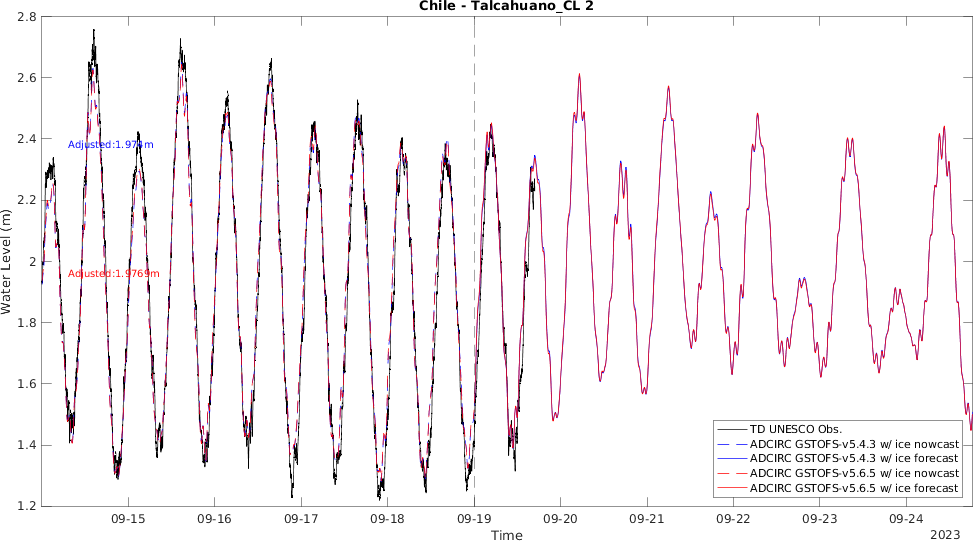 Chile - Talcahuano_CL 2
Water Level (m)
2.8
2.6
2.4
2.2
2
1.8
1.6
1.4
1.2
Adjusted:1.974m
Adjusted:1.9769m
TD UNESCO Obs.
ADCIRC GSTOFS-v5.4.3 w/ ice nowcast
ADCIRC GSTOFS-v5.4.3 w/ ice forecast
ADCIRC GSTOFS-v5.6.5 w/ ice nowcast
ADCIRC GSTOFS-v5.6.5 w/ ice forecast
09-15 09-16 09-17 09-18 09-19 09-20 09-21 09-22 09-23 09-24
Time
2023